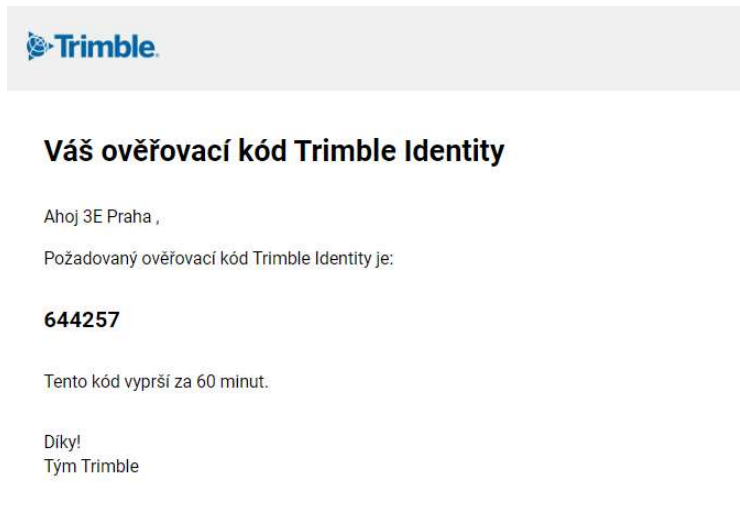 Trimble.
Váš ověřovací kód Trimble Identity
Ahoj 3E Praha ,
Požadovaný ověřovací kód Trimble Identity je:
644257
Tento kód vyprší za 60 minut.
Díky!
Tým Trimble